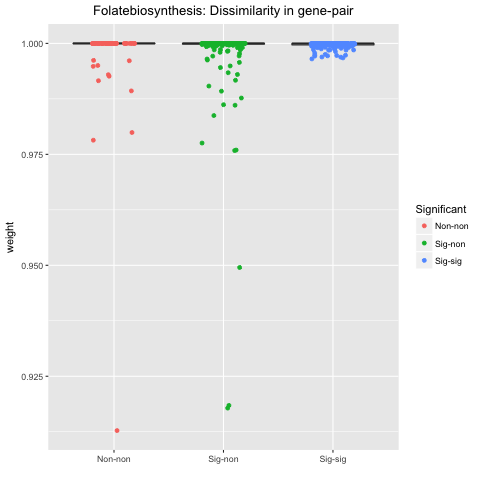 Folatebiosynthesis: Dissimilarity in gene-pair
weight
1.000
0.975
0.950
0.925
Non-non
Sig-non
Sig-sig
Significant
Non-non
Sig-non
Sig-sig